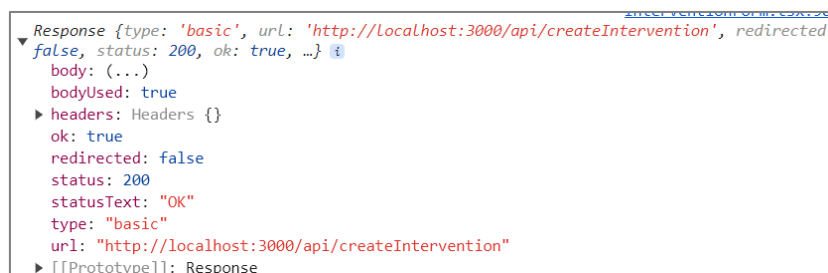 Response {type: 'basic', url: 'http://localhost:3000/api/createIntervention', redirected
false, status: 200, ok: true, …} i
body: (...)
bodyUsed: true
headers: Headers {}
ok: true
redirected: false
status: 200
statusText: "OK"
type: "basic"
url: "http://localhost:3000/api/createIntervention"
[[Prototype]]: Response